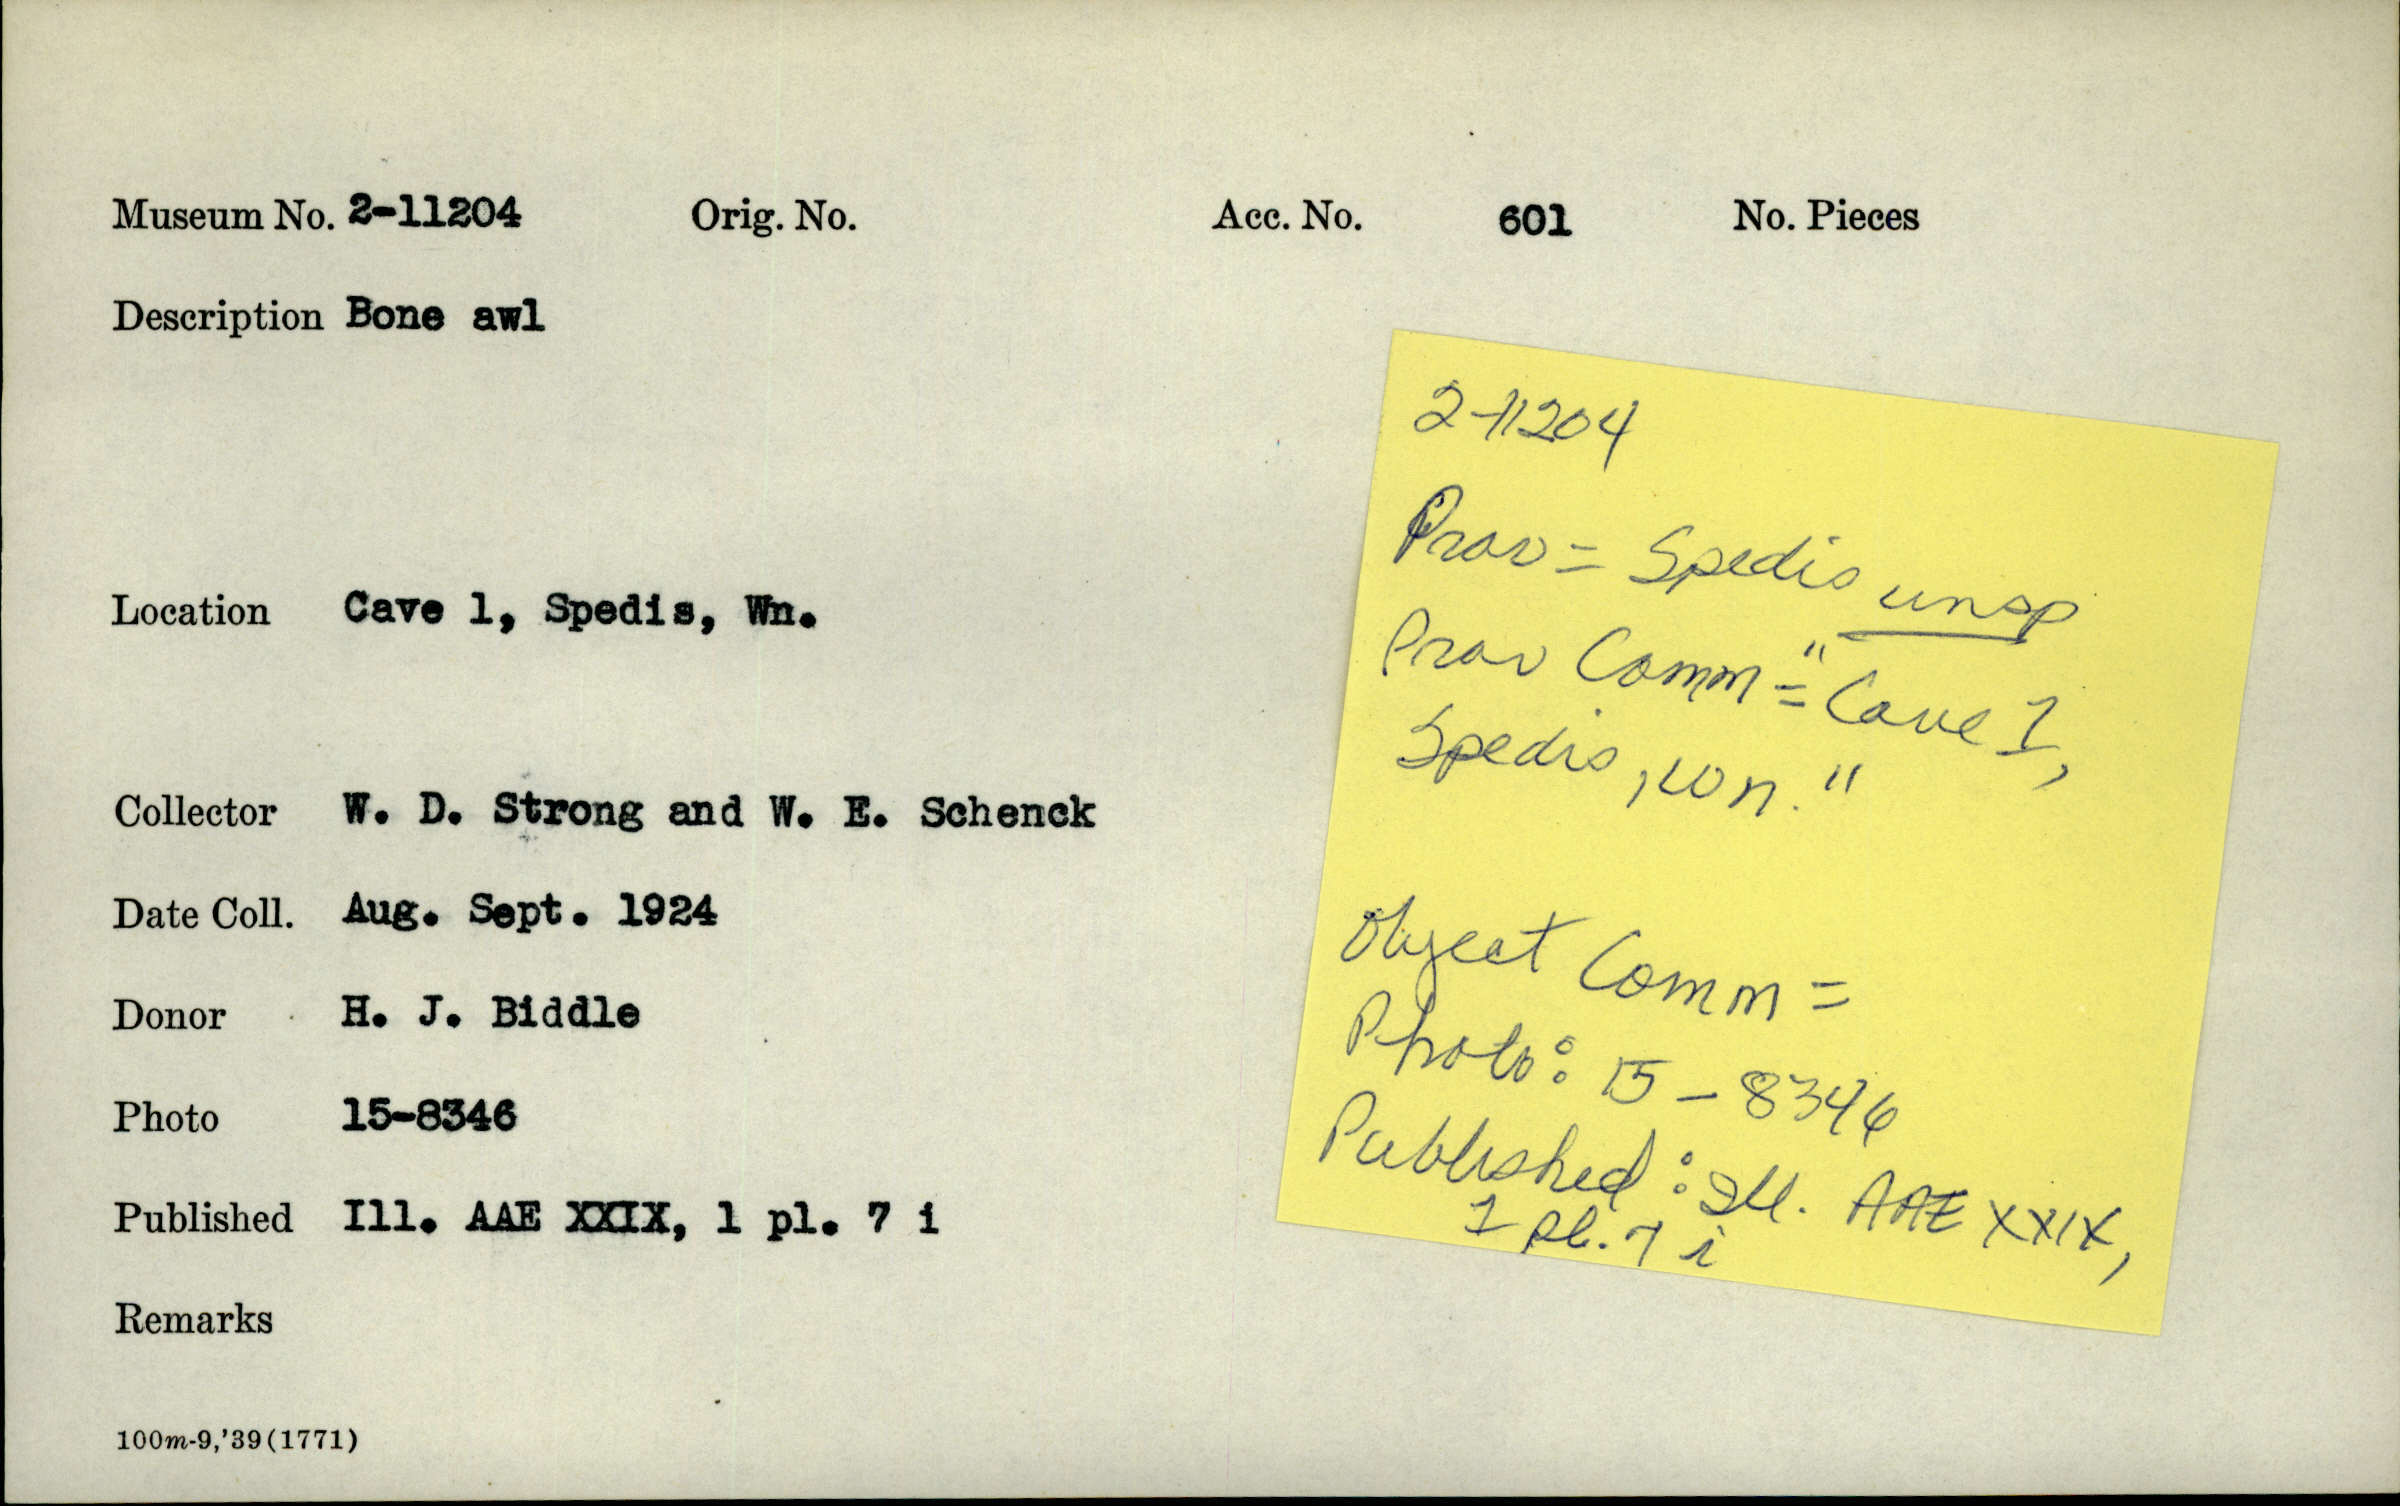 Museum No. 2-11204 Orig. No. Acc. No. 601 No. Pieces
Description Bone awl
Location Cave 1, Spedis, Wn.
Collector W. D. Strong and W. E. Schenck
Date Coll. Aug. Sept. 1924
Donor H. J. Biddle
Photo 15-8346
Published Ill. AAE XXIX, 1 pl. 7 i
Remarks
100m-9,'39(1771)
2-11204
Prov = Spedis unsp
Prov Comm = "Cave 1,
Spedis, Wn."
Object Comm =
Photo: 15-8346
Published: Ill. AAE XXIX,
1 pl. 7 i